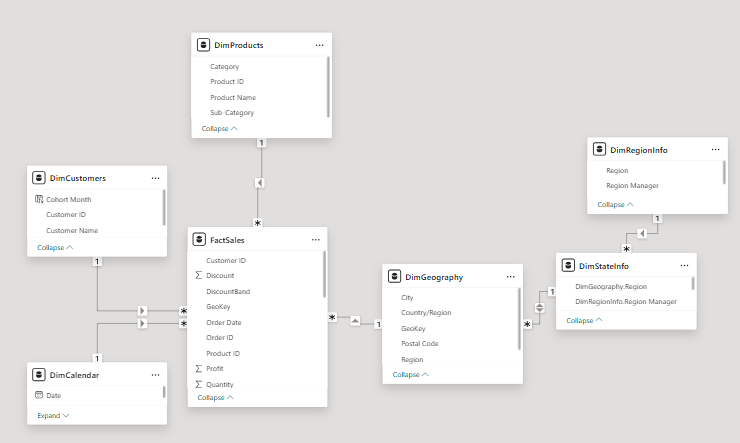 DimProducts
...
Category
Product ID
Product Name
Sub-Category
Collapse
1
*
DimCustomers
...
Cohort Month
Customer ID
Customer Name
Collapse
1
FactSales
...
Customer ID
Discount
DiscountBand
GeoKey
Order Date
Order ID
Product ID
Profit
Quantity
Collapse
*
*
*
1
DimCalendar
...
Date
Expand
1
DimGeography
...
City
Country/Region
GeoKey
Postal Code
Region
Collapse
*
1
DimRegionInfo
...
Region
Region Manager
Collapse
1
*
DimStateInfo
...
DimGeography.Region
DimRegionInfo.Region Manager
Collapse